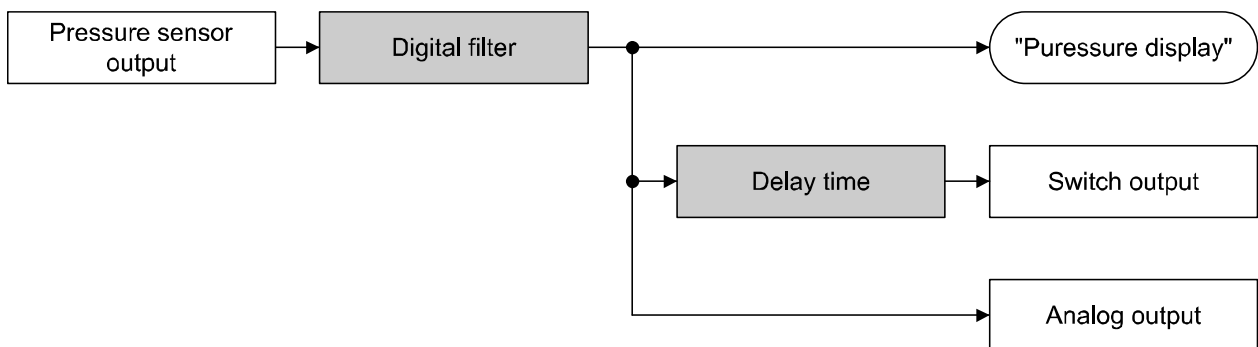 Pressure sensor
output
Digital filter
"Puressure display"
Delay time
Switch output
Analog output